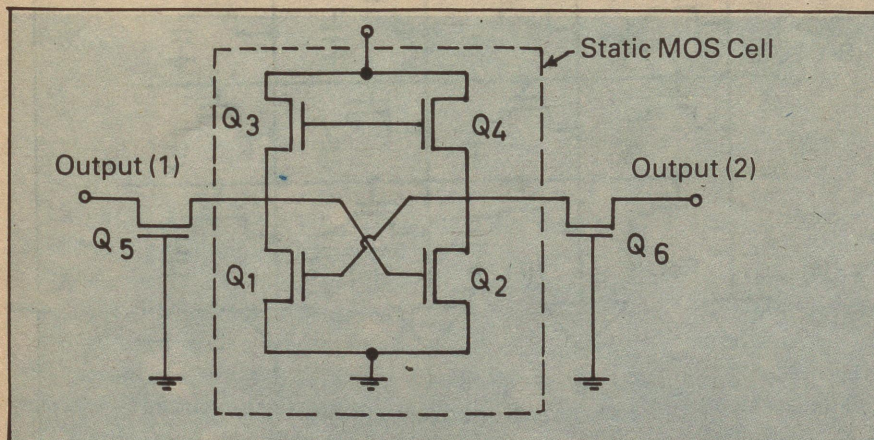 Static MOS Cell
Q3
Q4
Output (1)
Output (2)
Q5
Q6
Q1
Q2